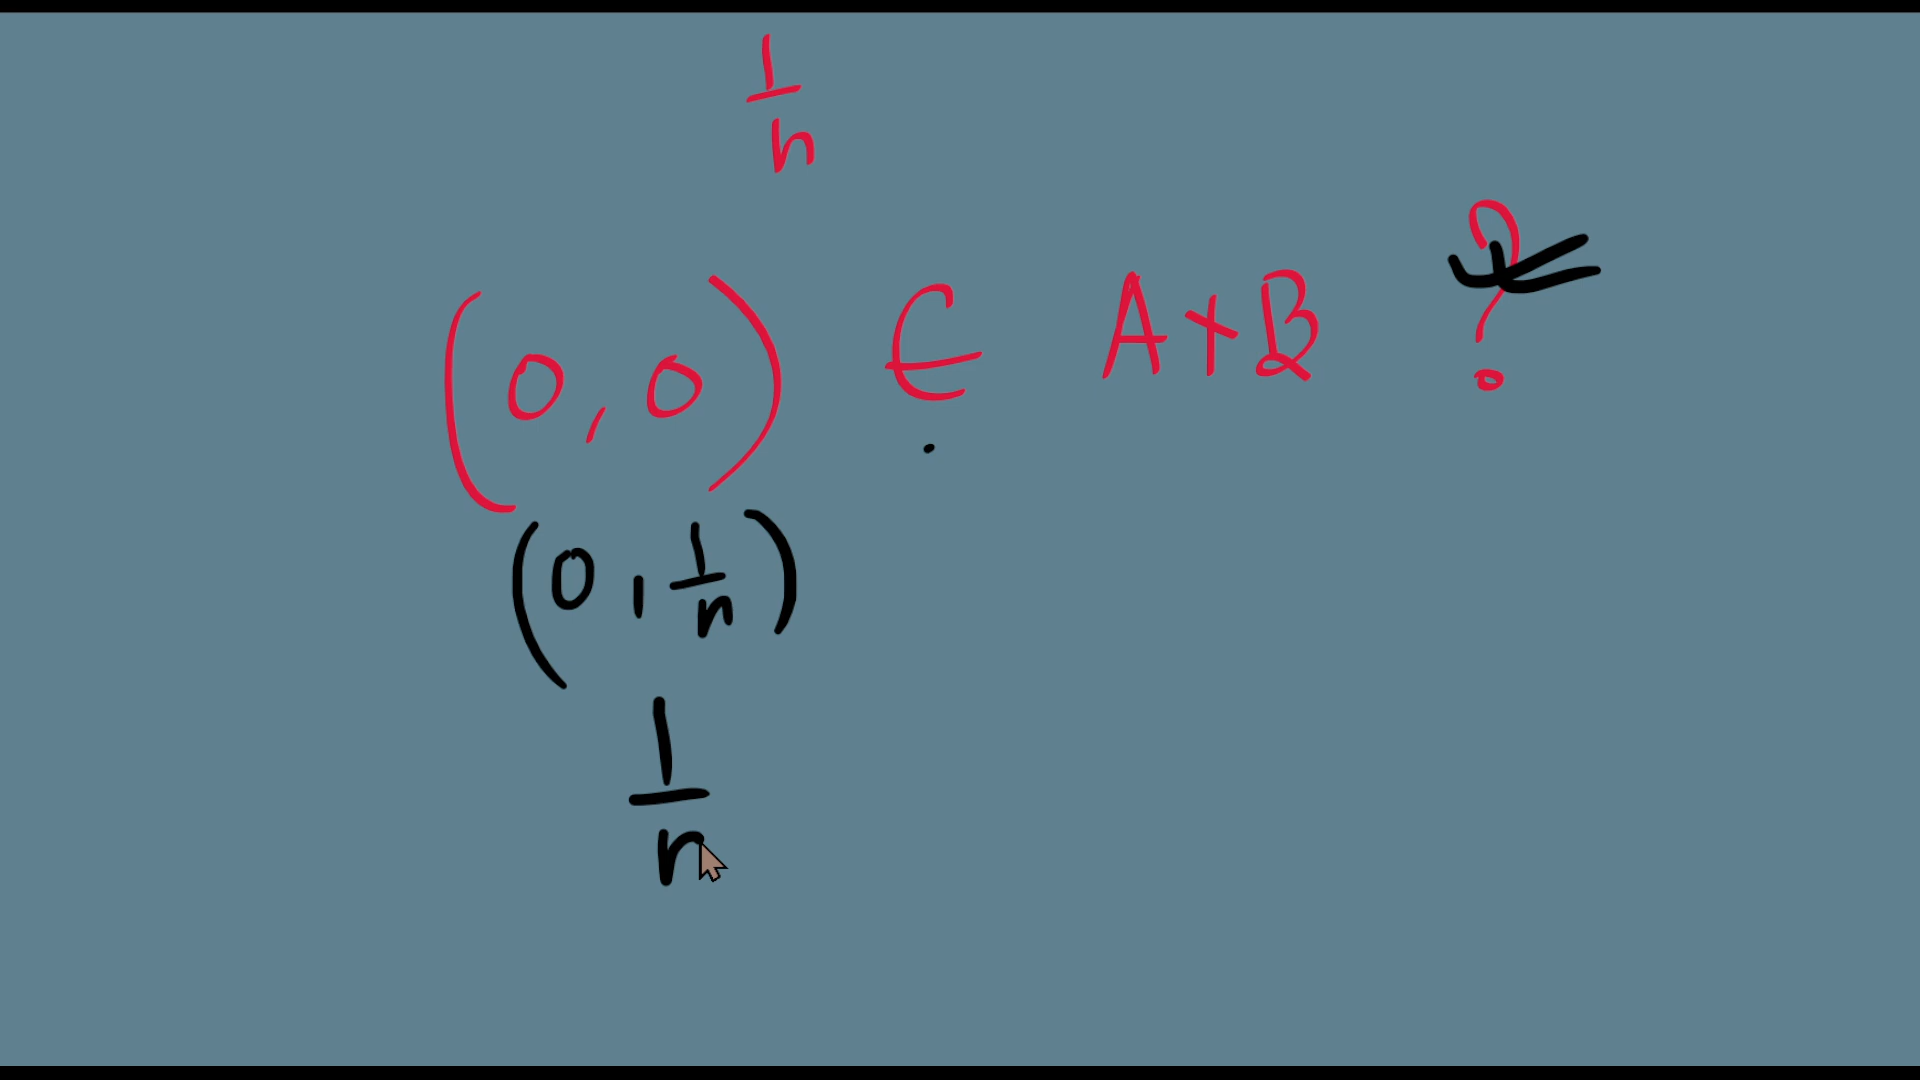 1/n
(0,0) ∈ A+B ?
(0,1/n)
1/n